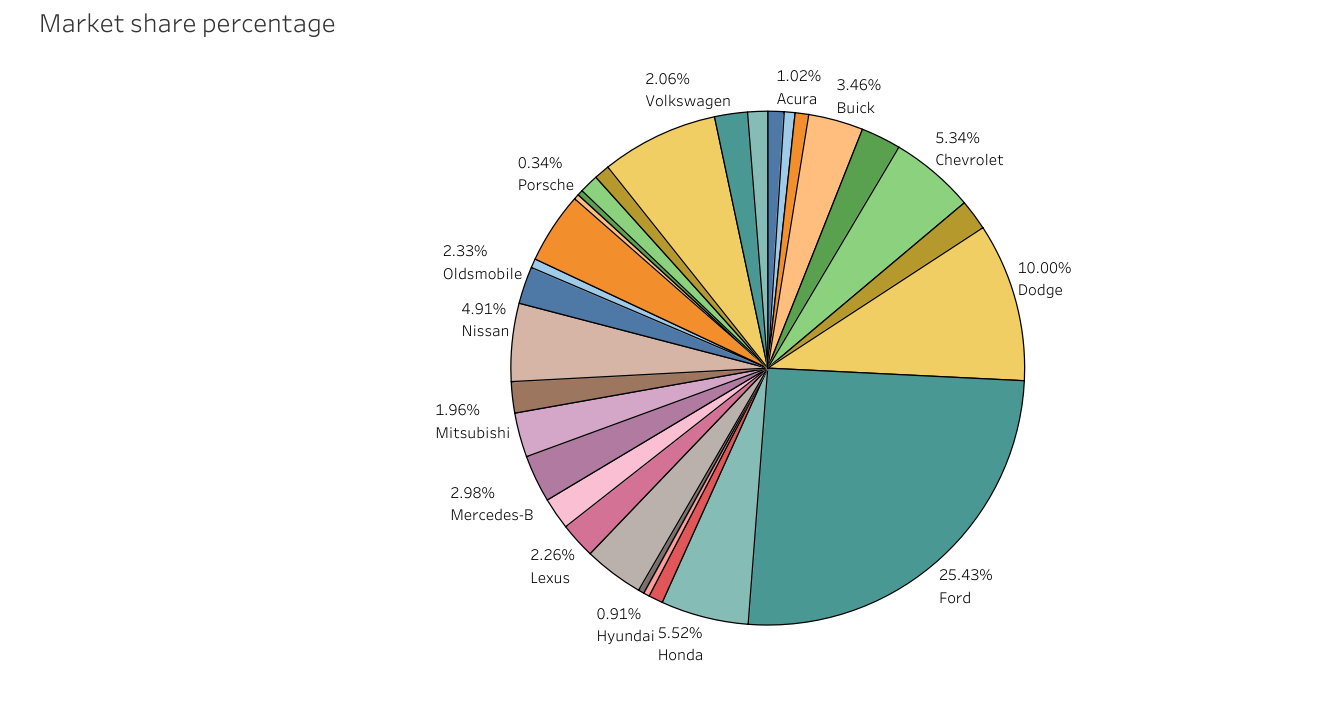 Market share percentage
1.02%
Acura
3.46%
Buick
5.34%
Chevrolet
10.00%
Dodge
25.43%
Ford
5.52%
Honda
0.91%
Hyundai
2.26%
Lexus
2.98%
Mercedes-B
1.96%
Mitsubishi
4.91%
Nissan
2.33%
Oldsmobile
0.34%
Porsche
2.06%
Volkswagen